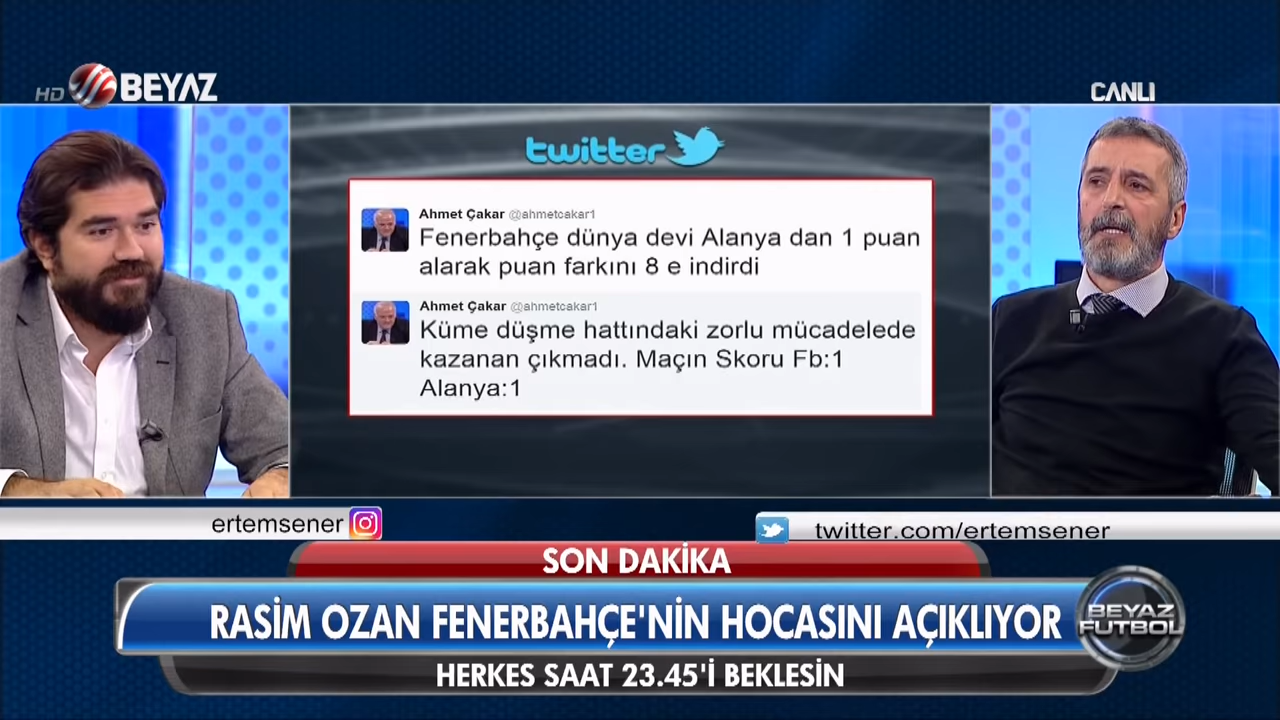 HD BEYAZ
CANLI
twitter
Ahmet Çakar @ahmetcakar1
Fenerbahçe dünya devi Alanya dan 1 puan
alarak puan farkını 8 e indirdi
Ahmet Çakar @ahmetcakar1
Küme düşme hattındaki zorlu mücadelede
kazanan çıkmadı. Maçın Skoru Fb:1
Alanya:1
ertemsener
twitter.com/ertemsener
SON DAKİKA
RASİM OZAN FENERBAHÇE'NİN HOCASINI AÇIKLIYOR
BEYAZ
FUTBOL
HERKES SAAT 23.45'İ BEKLESİN